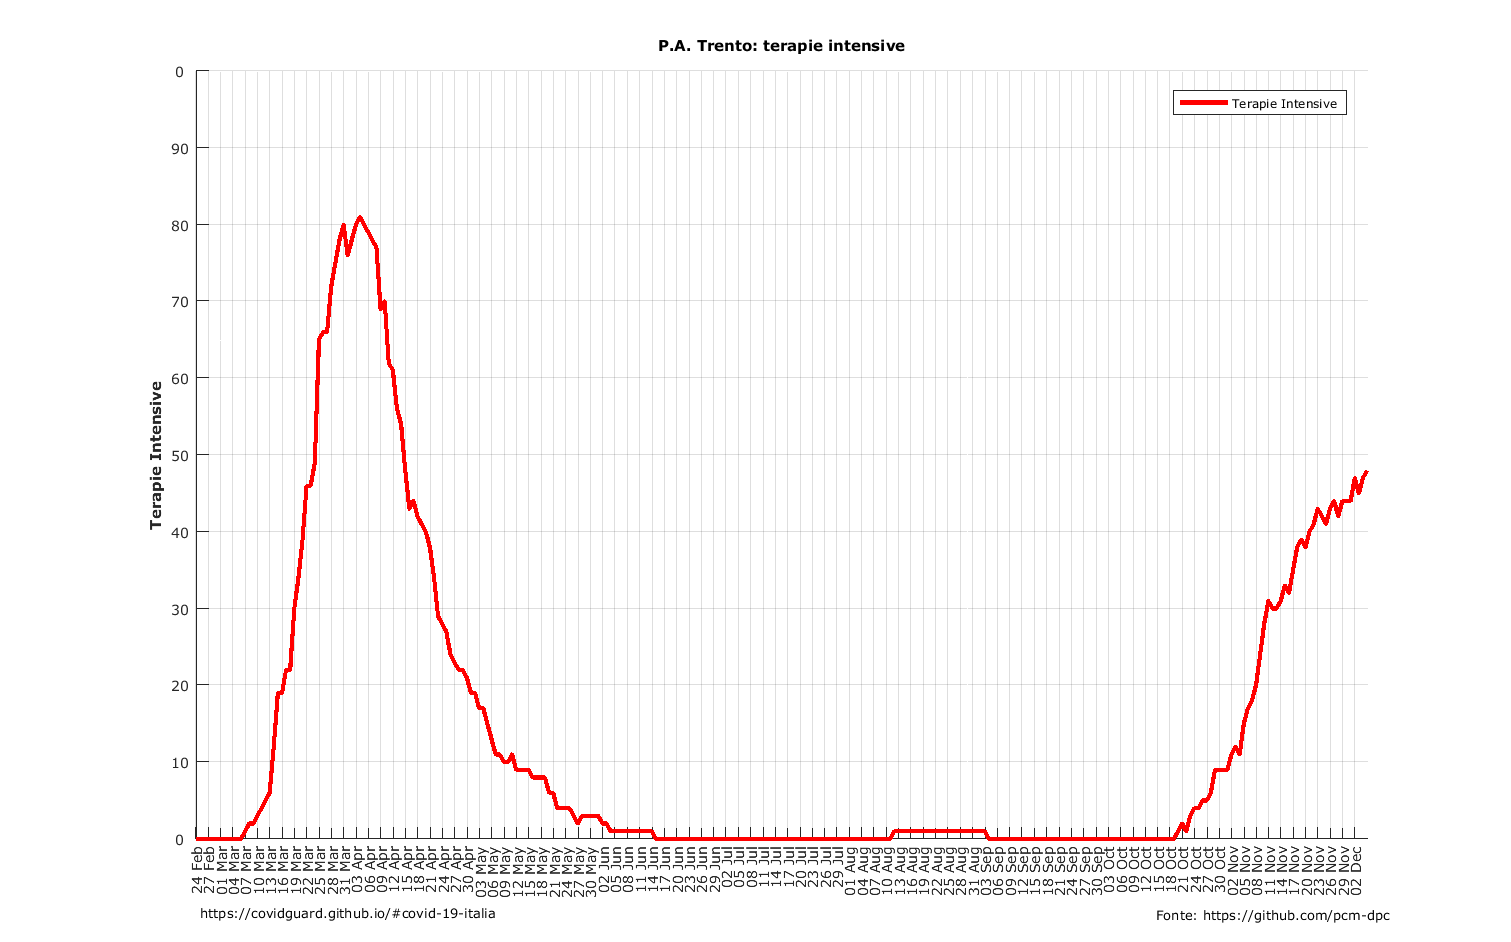 P.A. Trento: terapie intensive
Terapie Intensive
Terapie Intensive
0
90
80
70
60
50
40
30
20
10
0
24 Feb
27 Feb
01 Mar
04 Mar
07 Mar
10 Mar
13 Mar
16 Mar
19 Mar
22 Mar
25 Mar
28 Mar
31 Mar
03 Apr
06 Apr
09 Apr
12 Apr
15 Apr
18 Apr
21 Apr
24 Apr
27 Apr
30 Apr
03 May
06 May
09 May
12 May
15 May
18 May
21 May
24 May
27 May
30 May
02 Jun
05 Jun
08 Jun
11 Jun
14 Jun
17 Jun
20 Jun
23 Jun
26 Jun
29 Jun
02 Jul
05 Jul
08 Jul
11 Jul
14 Jul
17 Jul
20 Jul
23 Jul
26 Jul
29 Jul
01 Aug
04 Aug
07 Aug
10 Aug
13 Aug
16 Aug
19 Aug
22 Aug
25 Aug
28 Aug
31 Aug
03 Sep
06 Sep
09 Sep
12 Sep
15 Sep
18 Sep
21 Sep
24 Sep
27 Sep
30 Sep
03 Oct
06 Oct
09 Oct
12 Oct
15 Oct
18 Oct
21 Oct
24 Oct
27 Oct
30 Oct
02 Nov
05 Nov
08 Nov
11 Nov
14 Nov
17 Nov
20 Nov
23 Nov
26 Nov
29 Nov
02 Dec
https://covidguard.github.io/#covid-19-italia
Fonte: https://github.com/pcm-dpc